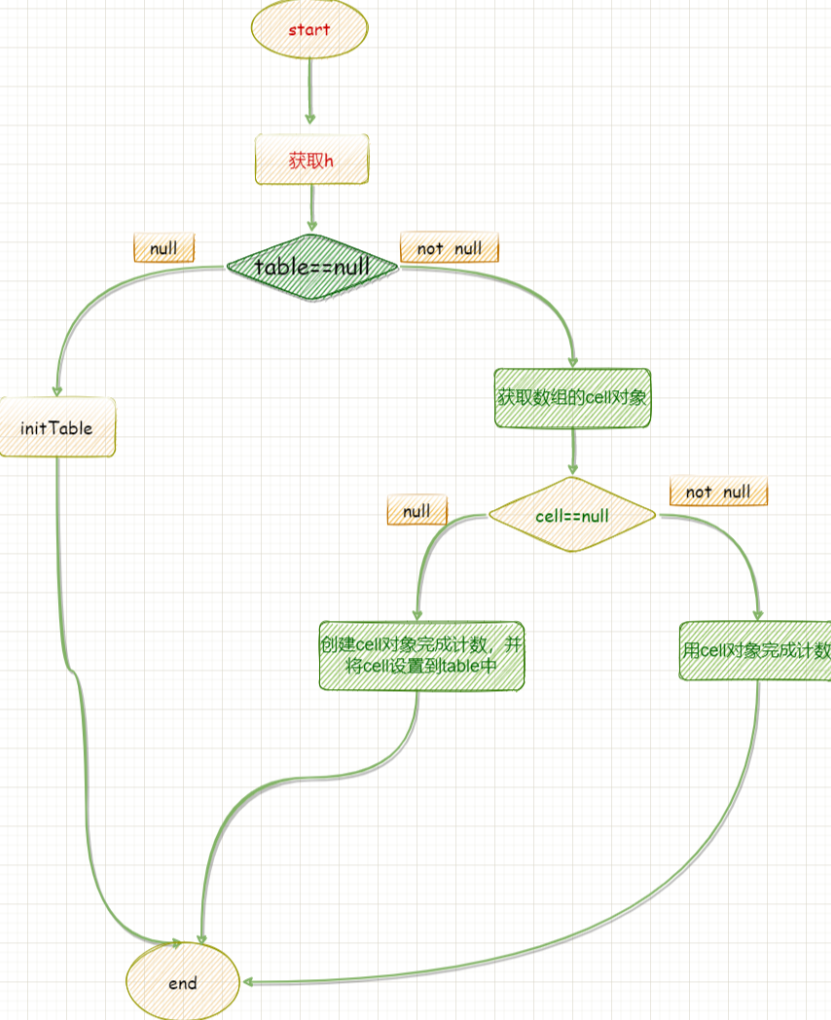 start
获取h
null
table==null
not null
获取数组的cell对象
initTable
null
cell==null
not null
创建cell对象完成计数，并
将cell设置到table中
用cell对象完成计数
end